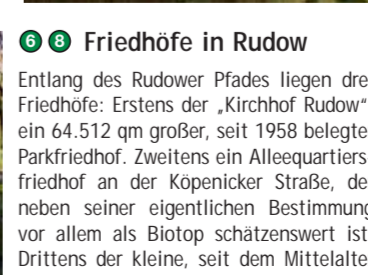 6 8 Friedhöfe in Rudow
Entlang des Rudower Pfades liegen dre
Friedhöfe: Erstens der „Kirchhof Rudow“
ein 64.512 qm großer, seit 1958 belegte
Parkfriedhof. Zweitens ein Alleequartiers
friedhof an der Köpenicker Straße, de
neben seiner eigentlichen Bestimmung
vor allem als Biotop schätzenswert ist
Drittens der kleine, seit dem Mittelalte